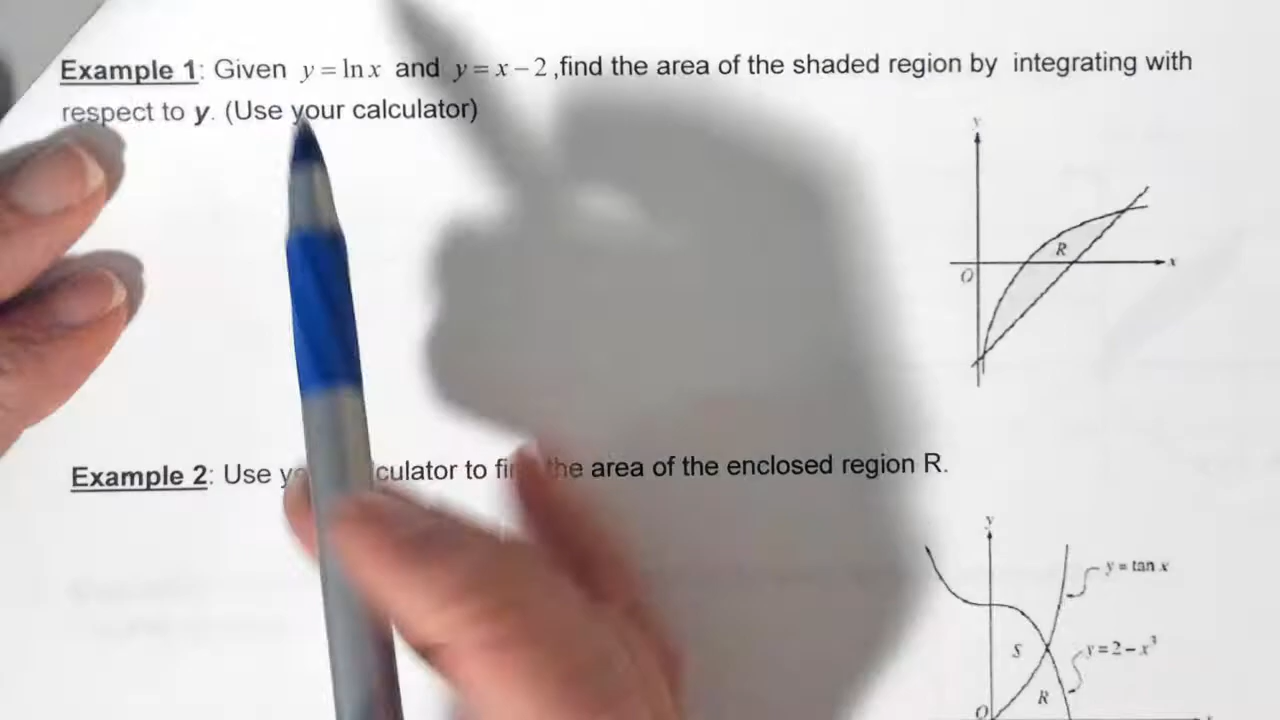 Example 1: Given y = ln x and y = x − 2 ,find the area of the shaded region by integrating with
respect to y. (Use your calculator)
y
R
O
x
Example 2: Use culator to the area of the enclosed region R.
y
y = tan x
S
y = 2 − x³
R
O